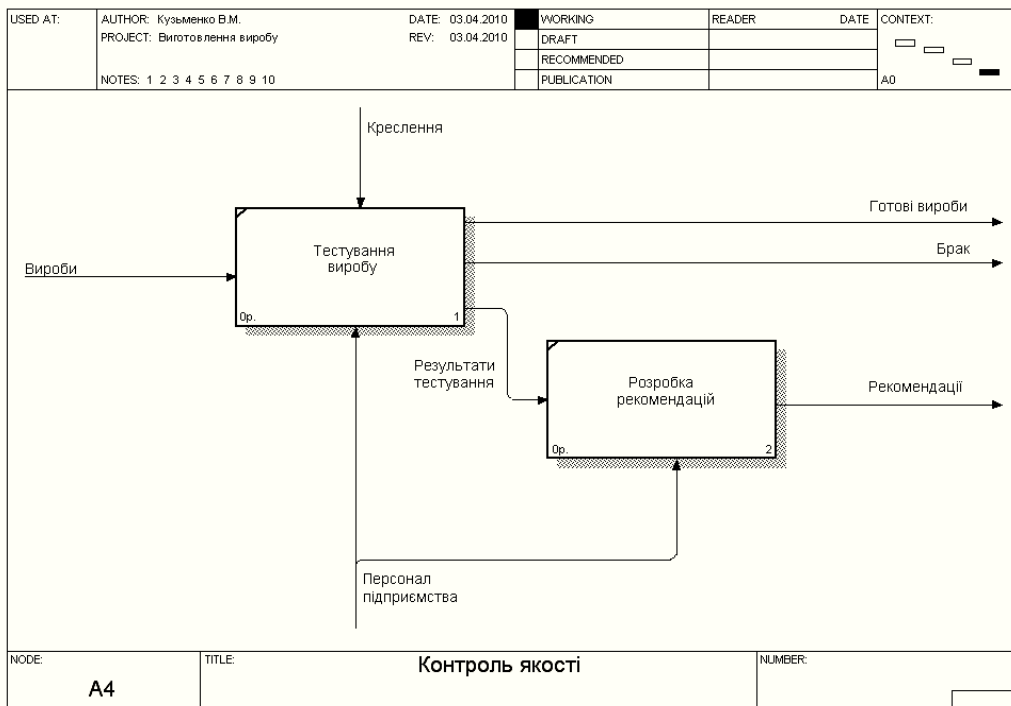 USED AT:
AUTHOR: Кузьменко В.М.
DATE: 03.04.2010
PROJECT: Виготовлення виробу
REV: 03.04.2010
NOTES: 1 2 3 4 5 6 7 8 9 10
WORKING
DRAFT
RECOMMENDED
PUBLICATION
READER
DATE
CONTEXT:
A0
Креслення
Готові вироби
Брак
Вироби
Тестування
виробу
0р.
1
Результати
тестування
Розробка
рекомендацій
0р.
2
Рекомендації
Персонал
підприємства
NODE:
A4
TITLE:
Контроль якості
NUMBER: